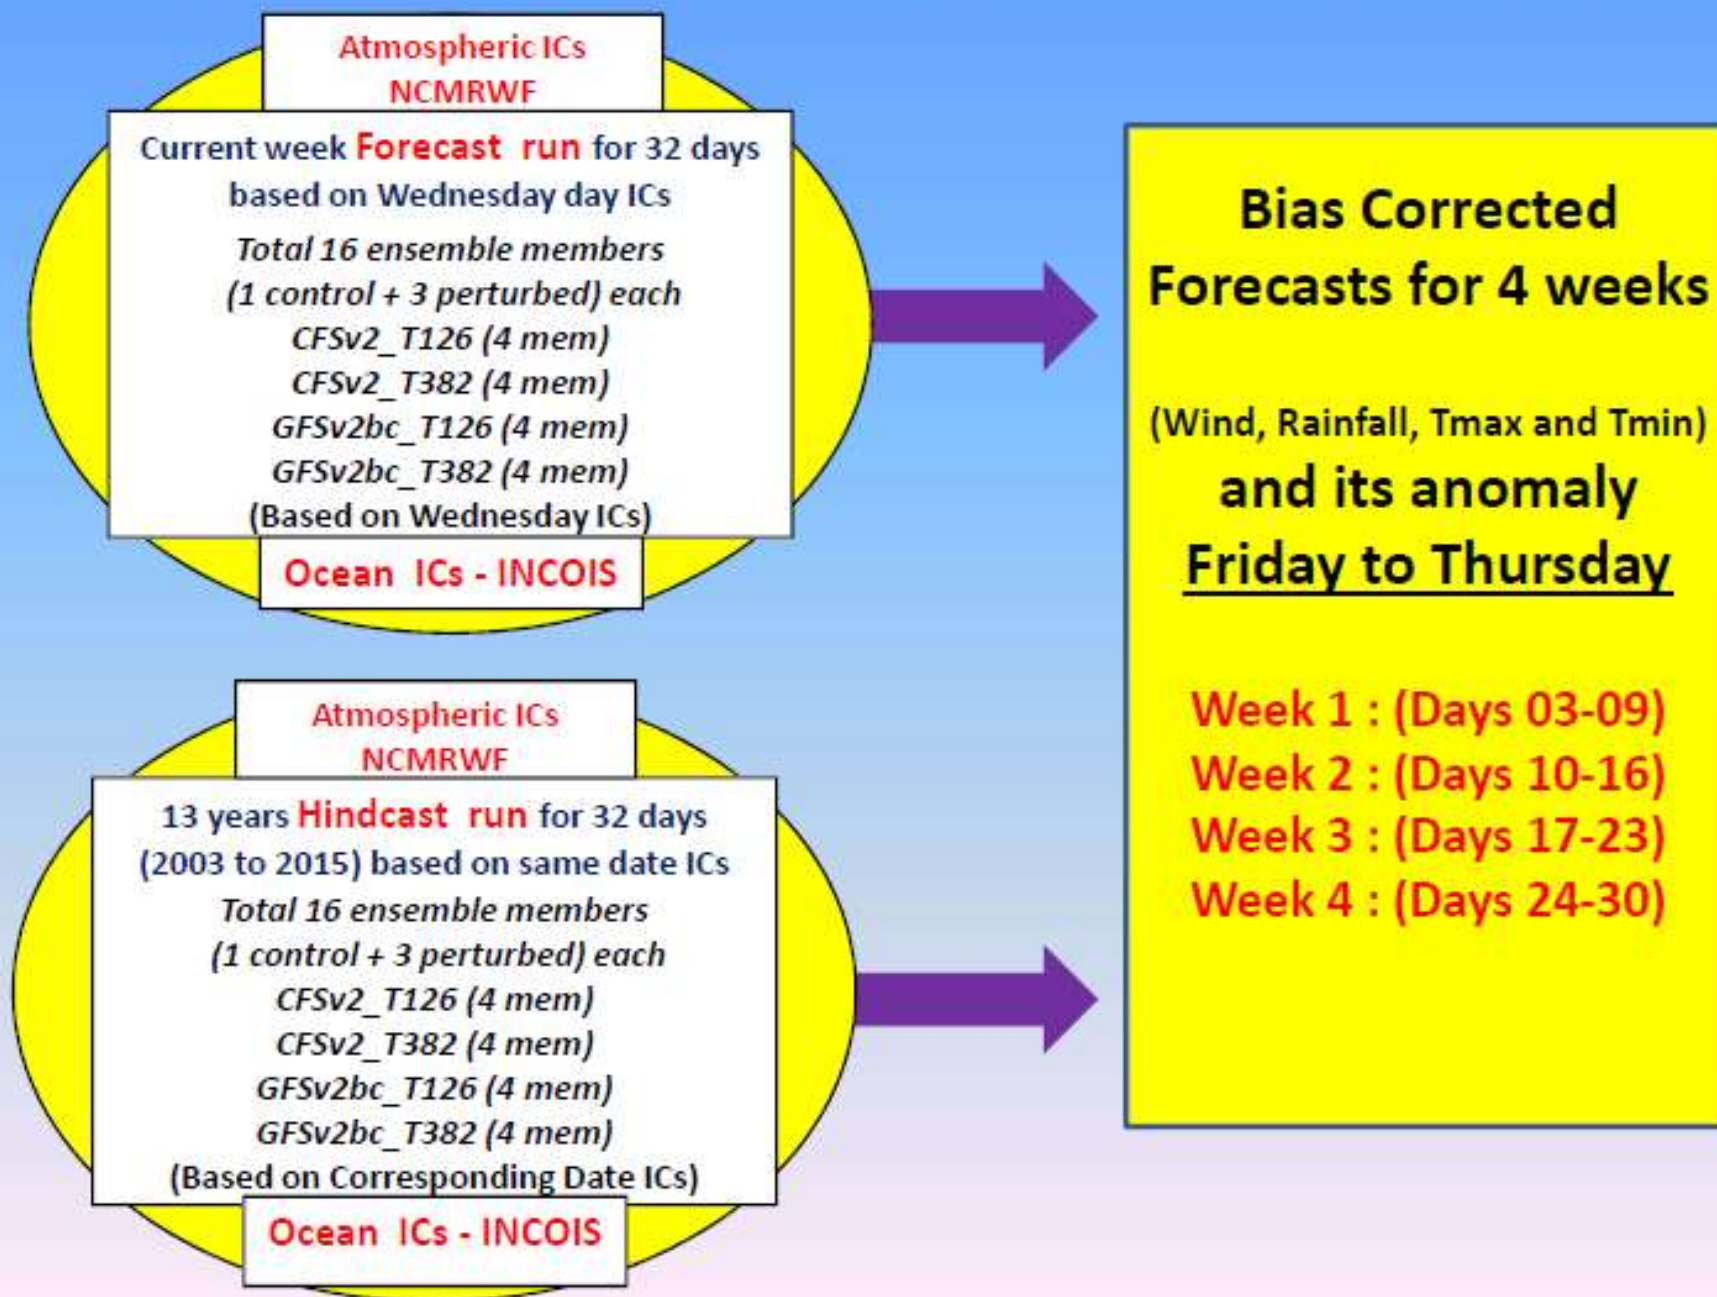 Atmospheric ICs
NCMRWF
Current week Forecast run for 32 days
based on Wednesday day ICs
Total 16 ensemble members
(1 control + 3 perturbed) each
CFSv2_T126 (4 mem)
CFSv2_T382 (4 mem)
GFSv2bc_T126 (4 mem)
GFSv2bc_T382 (4 mem)
(Based on Wednesday ICs)
Ocean ICs - INCOIS
Atmospheric ICs
NCMRWF
13 years Hindcast run for 32 days
(2003 to 2015) based on same date ICs
Total 16 ensemble members
(1 control + 3 perturbed) each
CFSv2_T126 (4 mem)
CFSv2_T382 (4 mem)
GFSv2bc_T126 (4 mem)
GFSv2bc_T382 (4 mem)
(Based on Corresponding Date ICs)
Ocean ICs - INCOIS
Bias Corrected
Forecasts for 4 weeks
(Wind, Rainfall, Tmax and Tmin)
and its anomaly
Friday to Thursday
Week 1 : (Days 03-09)
Week 2 : (Days 10-16)
Week 3 : (Days 17-23)
Week 4 : (Days 24-30)